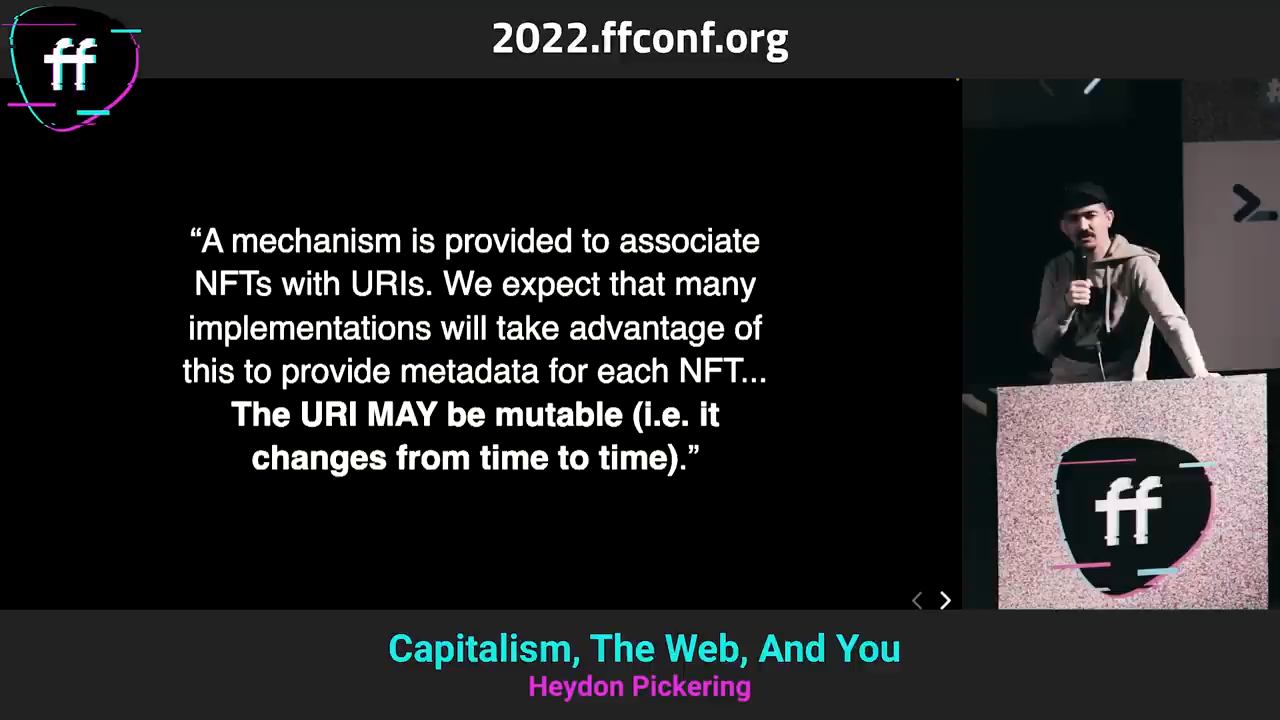 2022.ffconf.org
ff
“A mechanism is provided to associate
NFTs with URIs. We expect that many
implementations will take advantage of
this to provide metadata for each NFT...
The URI MAY be mutable (i.e. it
changes from time to time).”
ff
Capitalism, The Web, And You
Heydon Pickering